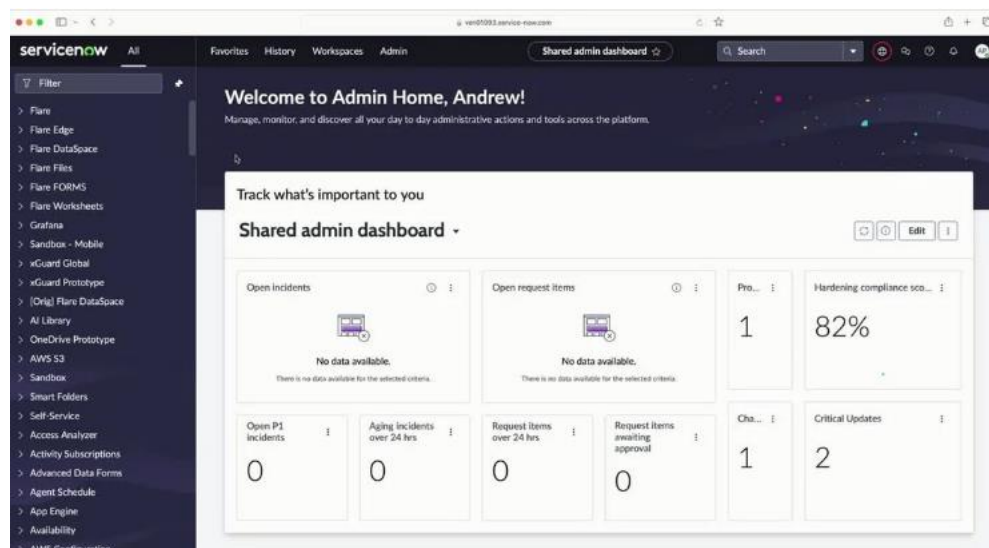 ven01093.service-now.com
servicenow All Favorites History Workspaces Admin Shared admin dashboard Search
Filter
Flare
Flare Edge
Flare DataSpace
Flare Files
Flare FORMS
Flare Worksheets
Grafana
Sandbox - Mobile
xGuard Global
xGuard Prototype
[Orig] Flare DataSpace
AI Library
OneDrive Prototype
AWS S3
Sandbox
Smart Folders
Self-Service
Access Analyzer
Activity Subscriptions
Advanced Data Forms
Agent Schedule
App Engine
Availability
Welcome to Admin Home, Andrew!
Manage, monitor, and discover all your day to day administrative actions and tools across the platform.
Track what's important to you
Shared admin dashboard
Edit
Open incidents
No data available.
There is no data available for the selected criteria.
Open request items
No data available.
There is no data available for the selected criteria.
Pro...
1
Hardening compliance sco...
82%
Open P1
incidents
0
Aging incidents
over 24 hrs
0
Request items
over 24 hrs
0
Request items
awaiting
approval
0
Cha...
1
Critical Updates
2